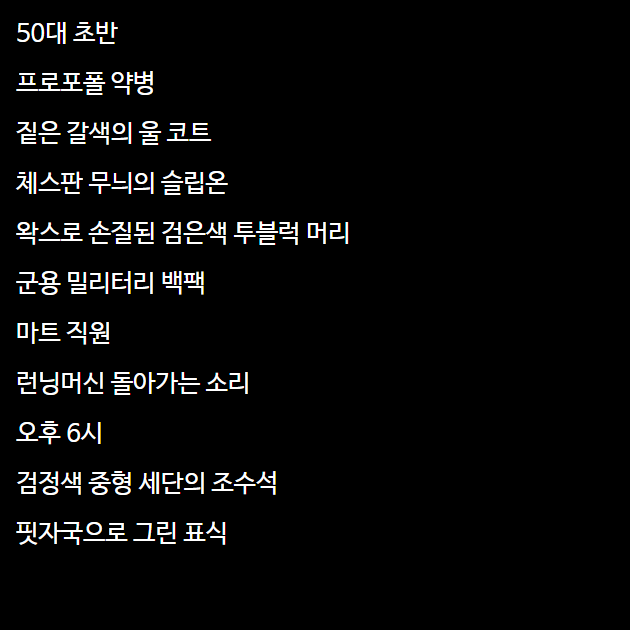 50대 초반
프로포폴 약병
짙은 갈색의 울 코트
체스판 무늬의 슬립온
왁스로 손질된 검은색 투블럭 머리
군용 밀리터리 백팩
마트 직원
런닝머신 돌아가는 소리
오후 6시
검정색 중형 세단의 조수석
핏자국으로 그린 표식